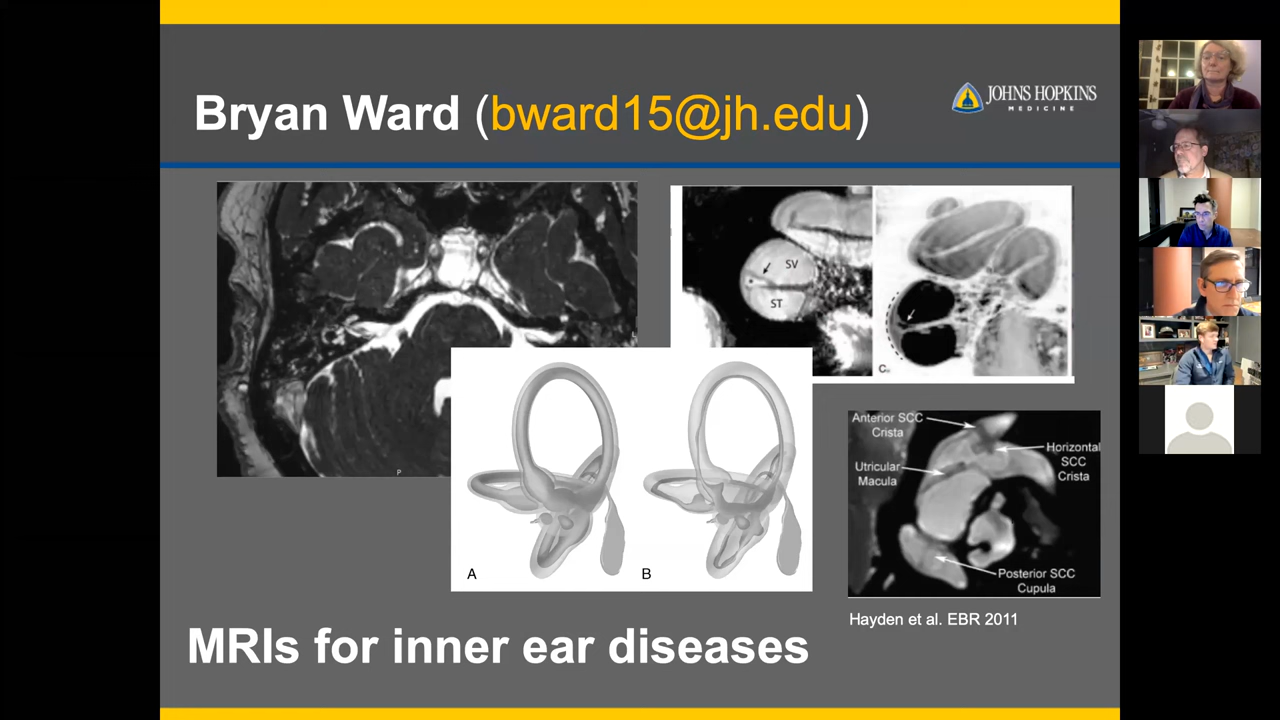 Bryan Ward (bward15@jh.edu)
JOHNS HOPKINS
MEDICINE
A
SV
ST
C
P
Anterior SCC
Crista
Horizontal
SCC
Crista
Utricular
Macula
Posterior SCC
Cupula
A
B
Hayden et al. EBR 2011
MRIs for inner ear diseases